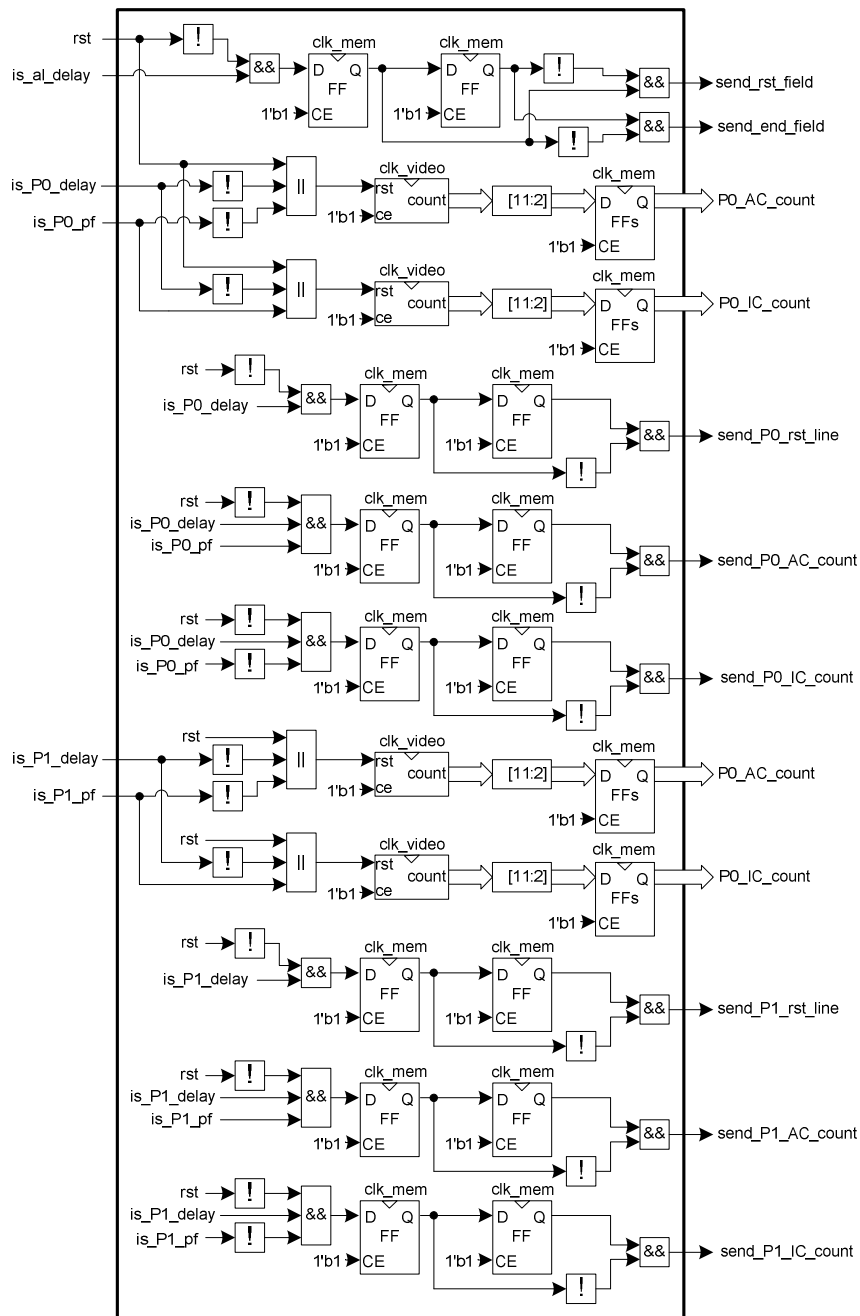 rst ! clk_mem clk_mem
is_al_delay && D Q FF D Q FF ! && send_rst_field
1'b1 CE 1'b1 CE ! && send_end_field
is_P0_delay ! || clk_video rst count [11:2] clk_mem D Q FFs P0_AC_count
is_P0_pf ! 1'b1 ce 1'b1 CE
! || clk_video rst count [11:2] clk_mem D Q FFs P0_IC_count
1'b1 ce 1'b1 CE
rst ! clk_mem clk_mem
is_P0_delay && D Q FF D Q FF && send_P0_rst_line
1'b1 CE 1'b1 CE !
rst ! clk_mem clk_mem
is_P0_delay && D Q FF D Q FF
is_P0_pf && send_P0_AC_count
1'b1 CE 1'b1 CE !
rst ! clk_mem clk_mem
is_P0_delay && D Q FF D Q FF
is_P0_pf ! && send_P0_IC_count
1'b1 CE 1'b1 CE !
rst clk_video clk_mem
is_P1_delay ! || rst count [11:2] D Q FFs P0_AC_count
is_P1_pf ! 1'b1 ce 1'b1 CE
rst clk_video clk_mem
! || rst count [11:2] D Q FFs P0_IC_count
1'b1 ce 1'b1 CE
rst ! clk_mem clk_mem
is_P1_delay && D Q FF D Q FF && send_P1_rst_line
1'b1 CE 1'b1 CE !
rst ! clk_mem clk_mem
is_P1_delay && D Q FF D Q FF
is_P1_pf && send_P1_AC_count
1'b1 CE 1'b1 CE !
rst ! clk_mem clk_mem
is_P1_delay && D Q FF D Q FF
is_P1_pf ! && send_P1_IC_count
1'b1 CE 1'b1 CE !